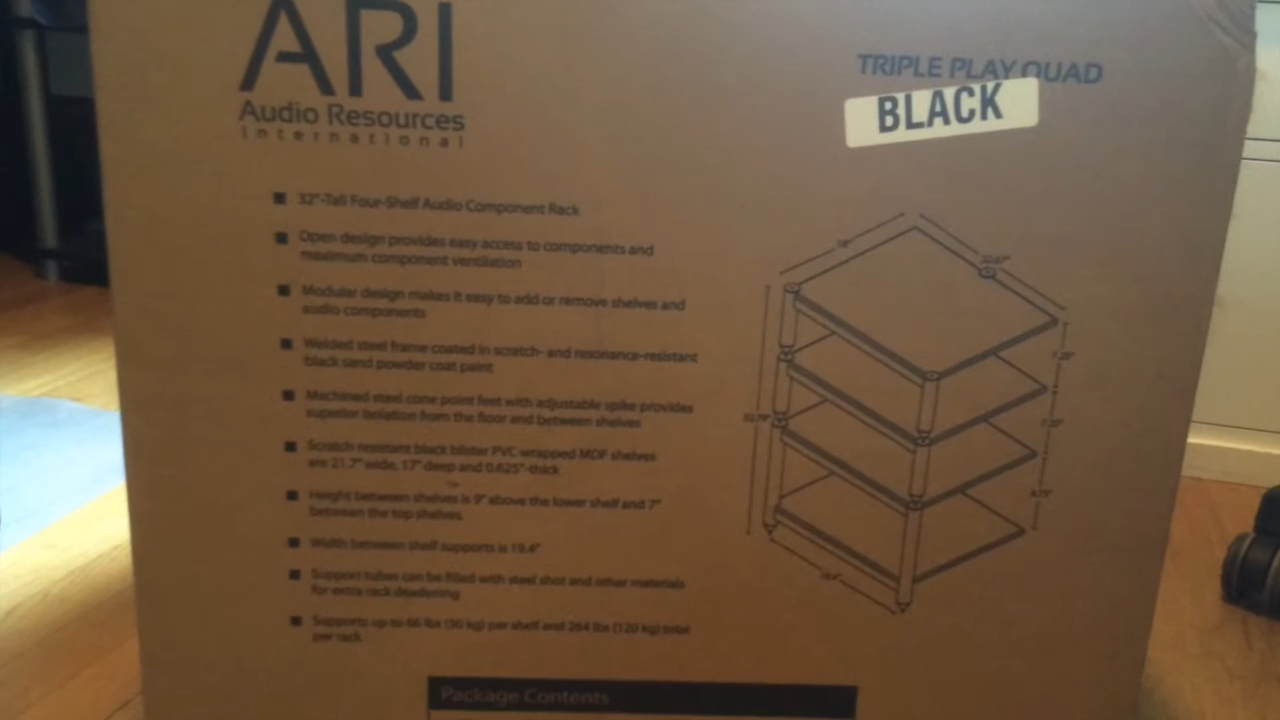 ARI
Audio Resources
International
TRIPLE PLAY QUAD
BLACK
32"-Tall Four-Shelf Audio Component Rack
Open design provides easy access to components and
maximum component ventilation
Modular design makes it easy to add or remove shelves and
audio components
Welded steel frame coated in scratch- and resonance-resistant
black sand powder coat paint
Machined steel cone point feet with adjustable spike provides
superior isolation from the floor and between shelves
Scratch resistant black blister PVC wrapped MDF shelves
are 21.7" wide, 17" deep and 0.625"-thick
Height between shelves is 9" above the lower shelf and 7"
between the top shelves.
Width between shelf supports is 19.4"
Support tubes can be filled with steel shot and other materials
for extra rack deadening
Supports up to 66 lbs (30 kg) per shelf and 264 lbs (120 kg) total
per rack
18"
Package Contents